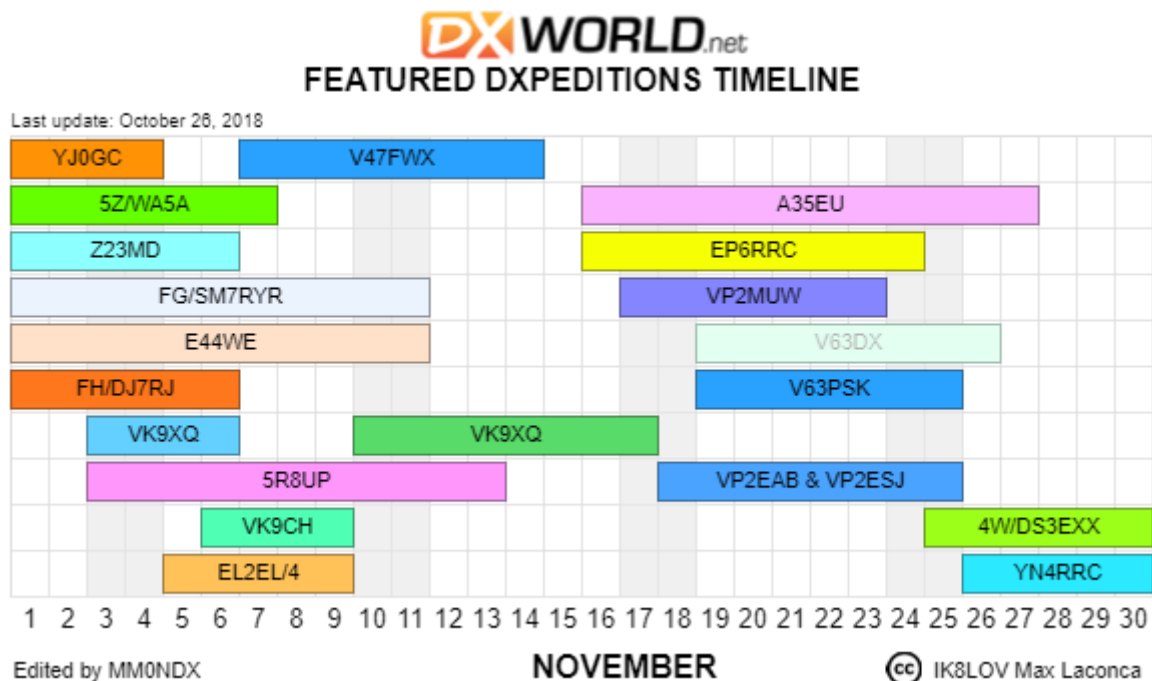 DX WORLD.net
FEATURED DXPEDITIONS TIMELINE
Last update: October 26, 2018
YJ0GC V47FWX
5Z/WA5A A35EU
Z23MD EP6RRC
FG/SM7RYR VP2MUW
E44WE V63DX
FH/DJ7RJ V63PSK
VK9XQ VK9XQ
5R8UP VP2EAB & VP2ESJ
VK9CH 4W/DS3EXX
EL2EL/4 YN4RRC
1 2 3 4 5 6 7 8 9 10 11 12 13 14 15 16 17 18 19 20 21 22 23 24 25 26 27 28 29 30
Edited by MM0NDX NOVEMBER cc IK8LOV Max Laconca